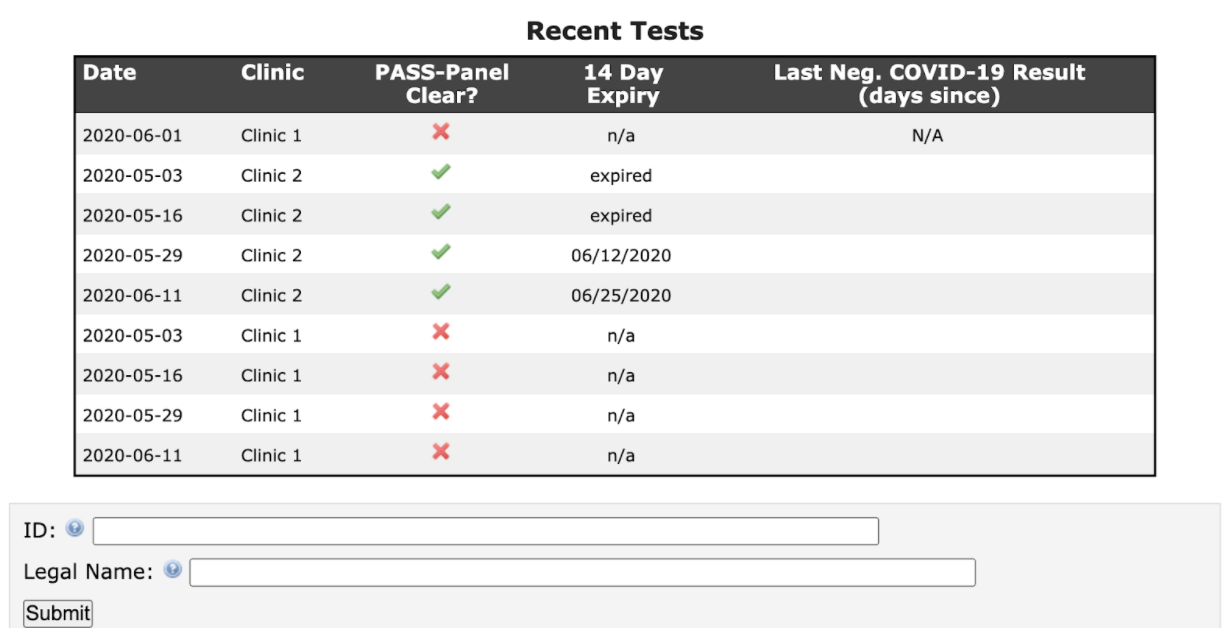 Recent Tests
Date Clinic PASS-Panel Clear? 14 Day Expiry Last Neg. COVID-19 Result (days since)
2020-06-01 Clinic 1 n/a N/A
2020-05-03 Clinic 2 expired
2020-05-16 Clinic 2 expired
2020-05-29 Clinic 2 06/12/2020
2020-06-11 Clinic 2 06/25/2020
2020-05-03 Clinic 1 n/a
2020-05-16 Clinic 1 n/a
2020-05-29 Clinic 1 n/a
2020-06-11 Clinic 1 n/a
ID: ?
Legal Name: ?
Submit